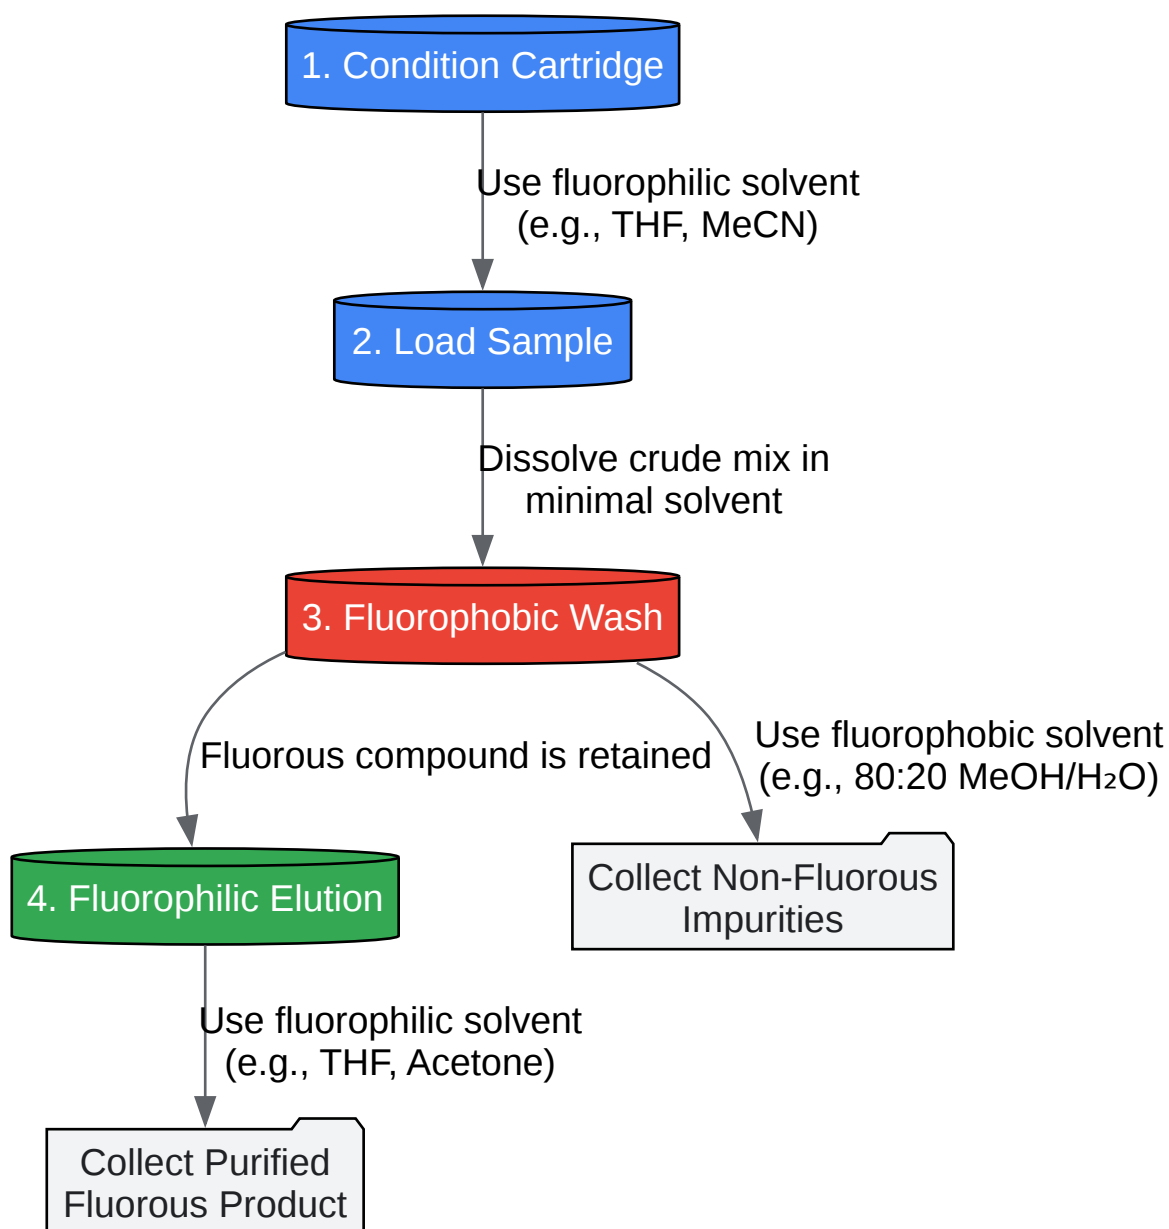 1. Condition Cartridge
Use fluorophilic solvent
(e.g., THF, MeCN)
2. Load Sample
Dissolve crude mix in
minimal solvent
3. Fluorophobic Wash
Fluorous compound is retained
Use fluorophobic solvent
(e.g., 80:20 MeOH/H₂O)
4. Fluorophilic Elution
Collect Non-Fluorous
Impurities
Use fluorophilic solvent
(e.g., THF, Acetone)
Collect Purified
Fluorous Product